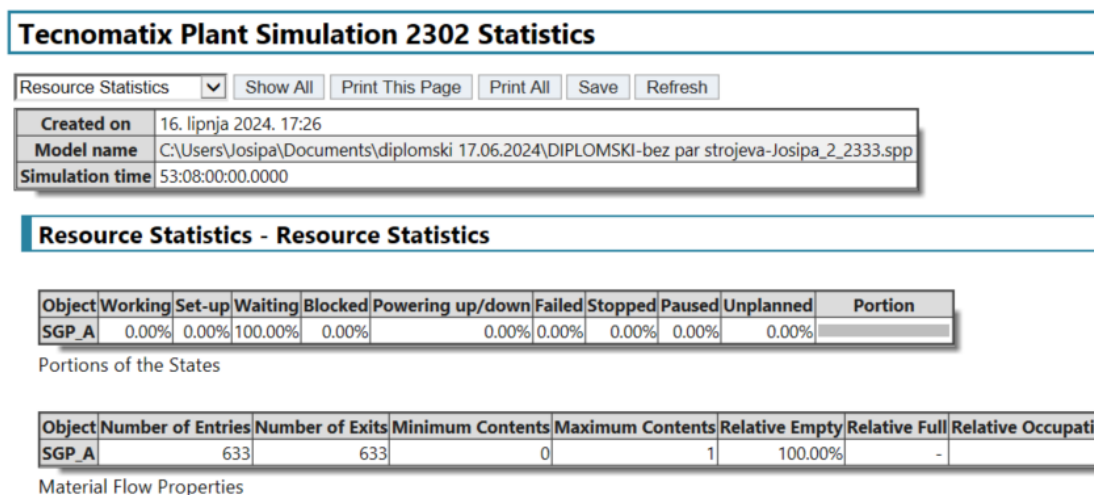 Tecnomatix Plant Simulation 2302 Statistics
Resource Statistics Show All Print This Page Print All Save Refresh
Created on 16. lipnja 2024. 17:26
Model name C:\Users\Josipa\Documents\diplomski 17.06.2024\DIPLOMSKI-bez par strojeva-Josipa_2_2333.spp
Simulation time 53:08:00:00.0000
Resource Statistics - Resource Statistics
Object Working Set-up Waiting Blocked Powering up/down Failed Stopped Paused Unplanned Portion
SGP_A 0.00% 0.00% 100.00% 0.00% 0.00% 0.00% 0.00% 0.00% 0.00%
Portions of the States
Object Number of Entries Number of Exits Minimum Contents Maximum Contents Relative Empty Relative Full Relative Occupati
SGP_A 633 633 0 1 100.00% -
Material Flow Properties